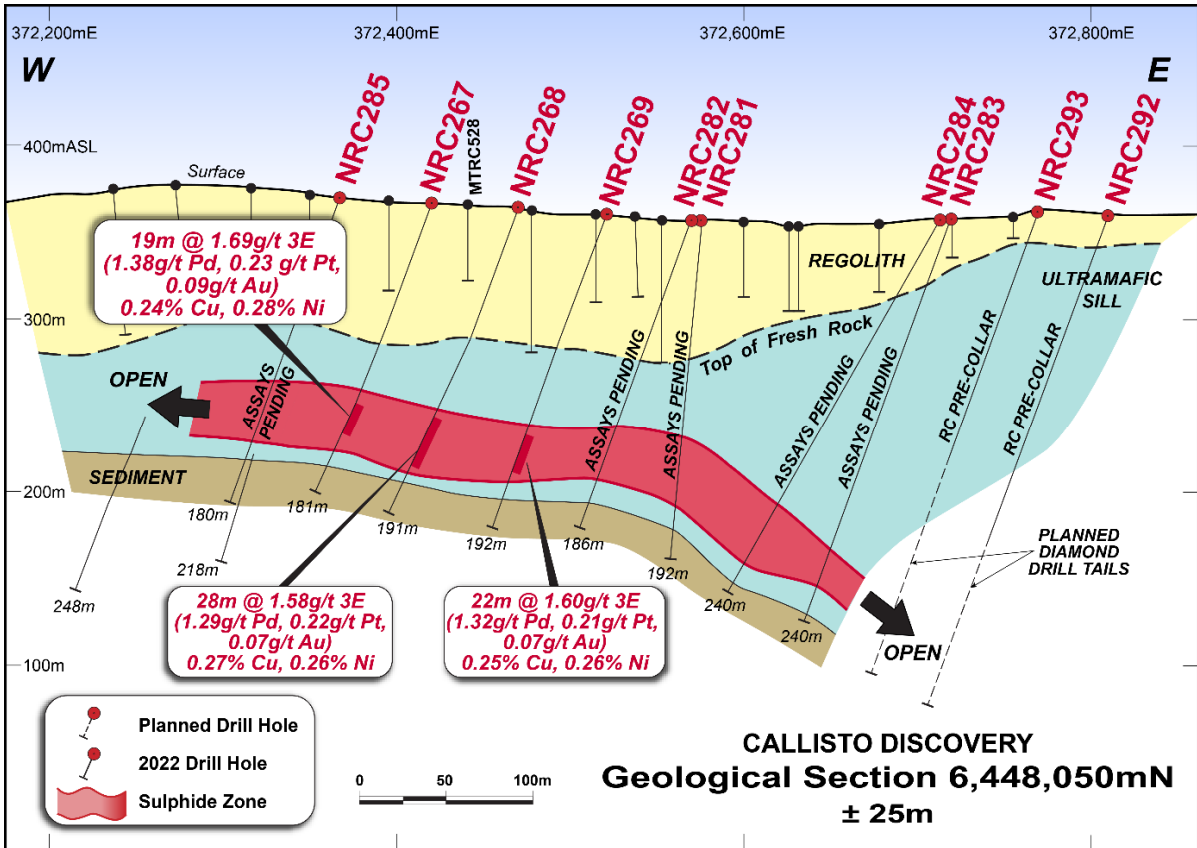 372,200mE
372,400mE
372,600mE
372,800mE
W
E
NRC285
NRC267
NRC268
NRC269
NRC282
NRC281
NRC284
NRC283
NRC293
NRC292
MTRC528
400mASL
Surface
19m @ 1.69g/t 3E
(1.38g/t Pd, 0.23 g/t Pt,
0.09g/t Au)
0.24% Cu, 0.28% Ni
REGOLITH
ULTRAMAFIC
SILL
300m
Top of Fresh Rock
OPEN
ASSAYS
PENDING
ASSAYS PENDING
ASSAYS PENDING
ASSAYS PENDING
ASSAYS PENDING
RC PRE-COLLAR
RC PRE-COLLAR
SEDIMENT
200m
180m
181m
191m
192m
186m
218m
192m
248m
240m
240m
PLANNED
DIAMOND
DRILL TAILS
28m @ 1.58g/t 3E
(1.29g/t Pd, 0.22g/t Pt,
0.07g/t Au)
0.27% Cu, 0.26% Ni
22m @ 1.60g/t 3E
(1.32g/t Pd, 0.21g/t Pt,
0.07g/t Au)
0.25% Cu, 0.26% Ni
OPEN
100m
Planned Drill Hole
2022 Drill Hole
Sulphide Zone
0 50 100m
CALLISTO DISCOVERY
Geological Section 6,448,050mN
± 25m